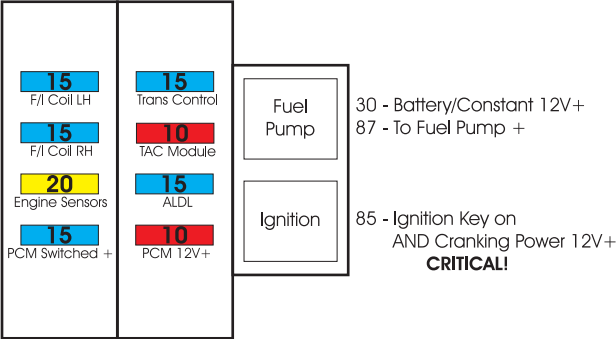 15
F/I Coil LH
15
F/I Coil RH
20
Engine Sensors
15
PCM Switched +
15
Trans Control
10
TAC Module
15
ALDL
10
PCM 12V+
Fuel
Pump
Ignition
30 - Battery/Constant 12V+
87 - To Fuel Pump +
85 - Ignition Key on
AND Cranking Power 12V+
CRITICAL!